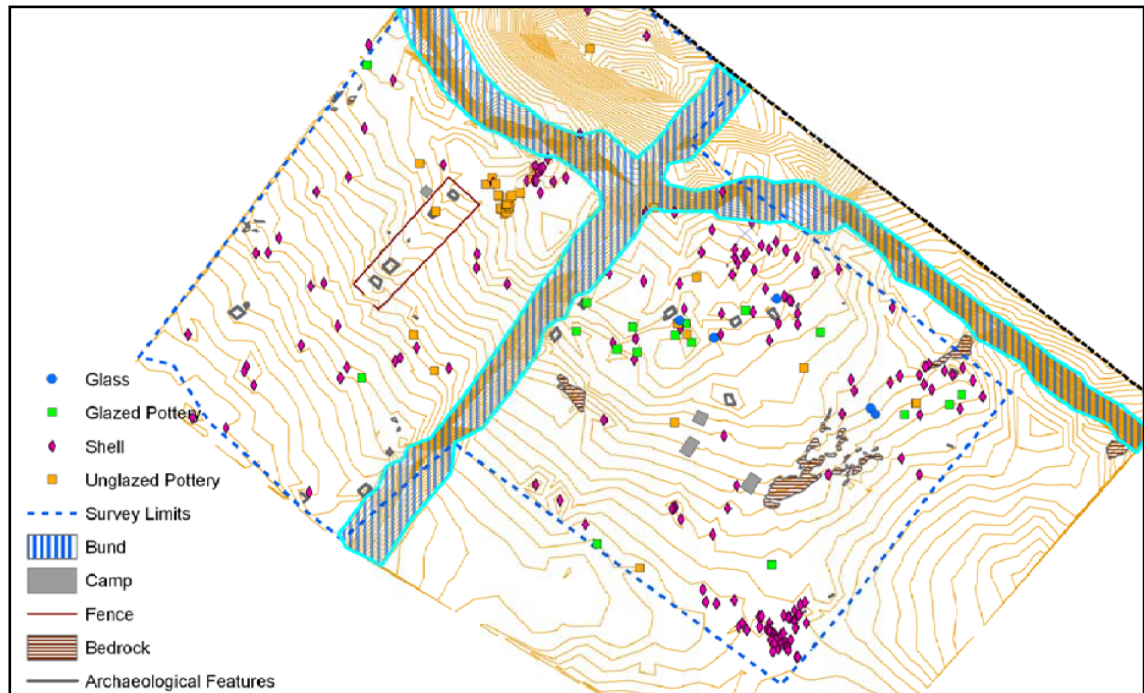 Glass
Glazed Pottery
Shell
Unglazed Pottery
Survey Limits
Bund
Camp
Fence
Bedrock
Archaeological Features